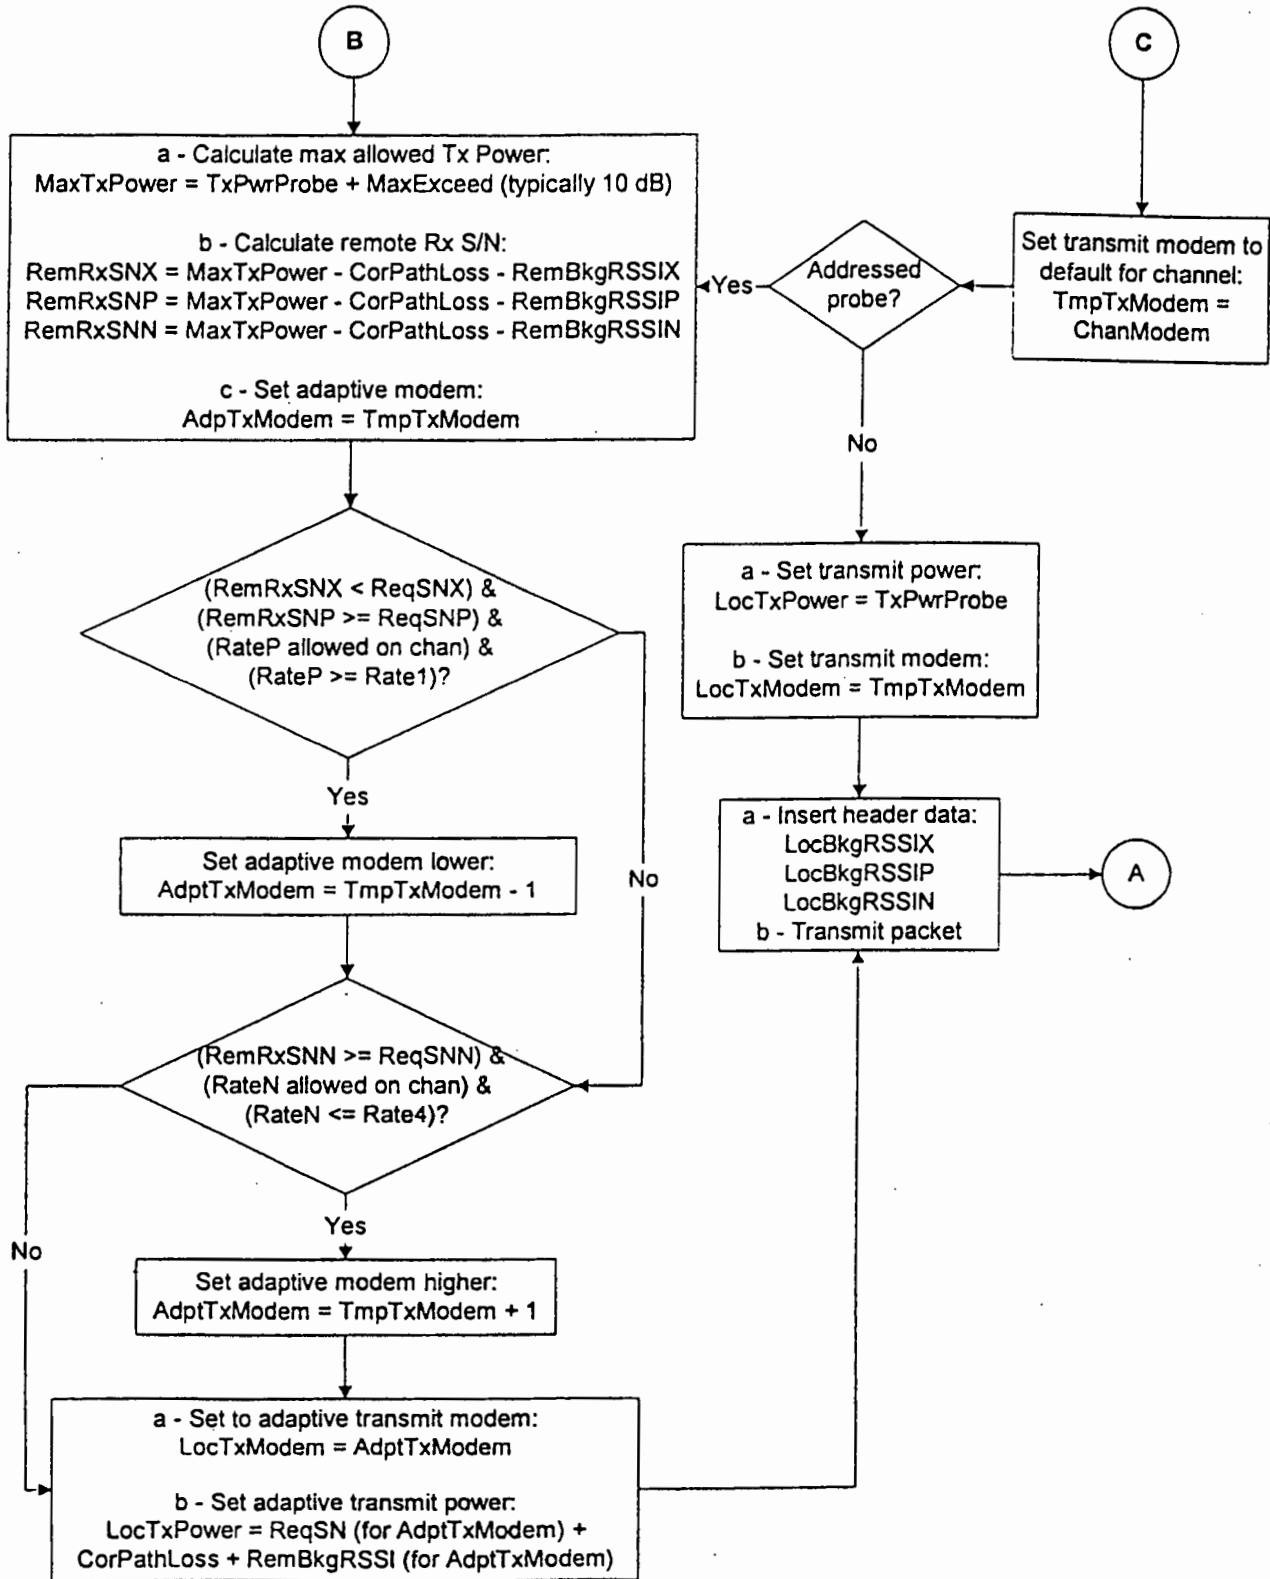 B
C
a - Calculate max allowed Tx Power:
MaxTxPower = TxPwrProbe + MaxExceed (typically 10 dB)
b - Calculate remote Rx S/N:
RemRxSNX = MaxTxPower - CorPathLoss - RemBkgRSSIX
RemRxSNP = MaxTxPower - CorPathLoss - RemBkgRSSIP
RemRxSNN = MaxTxPower - CorPathLoss - RemBkgRSSIN
c - Set adaptive modem:
AdpTxModem = TmpTxModem
Yes
Addressed
probe?
Set transmit modem to
default for channel:
TmpTxModem =
ChanModem
No
(RemRxSNX < ReqSNX) &
(RemRxSNP >= ReqSNP) &
(RateP allowed on chan) &
(RateP >= Rate1)?
a - Set transmit power:
LocTxPower = TxPwrProbe
b - Set transmit modem:
LocTxModem = TmpTxModem
Yes
Set adaptive modem lower:
AdptTxModem = TmpTxModem - 1
No
a - Insert header data:
LocBkgRSSIX
LocBkgRSSIP
LocBkgRSSIN
b - Transmit packet
A
(RemRxSNN >= ReqSNN) &
(RateN allowed on chan) &
(RateN <= Rate4)?
No
Yes
Set adaptive modem higher:
AdptTxModem = TmpTxModem + 1
a - Set to adaptive transmit modem:
LocTxModem = AdptTxModem
b - Set adaptive transmit power:
LocTxPower = ReqSN (for AdptTxModem) +
CorPathLoss + RemBkgRSSI (for AdptTxModem)